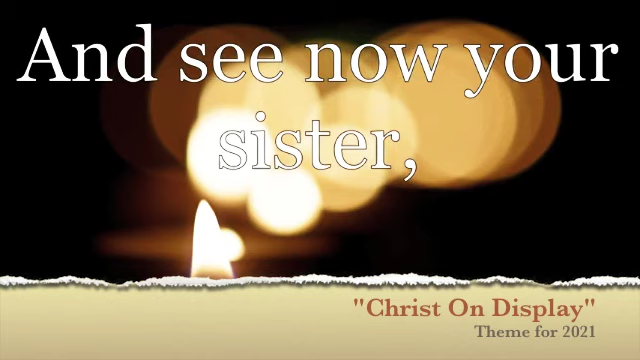 And see now your
sister,
"Christ On Display"
Theme for 2021